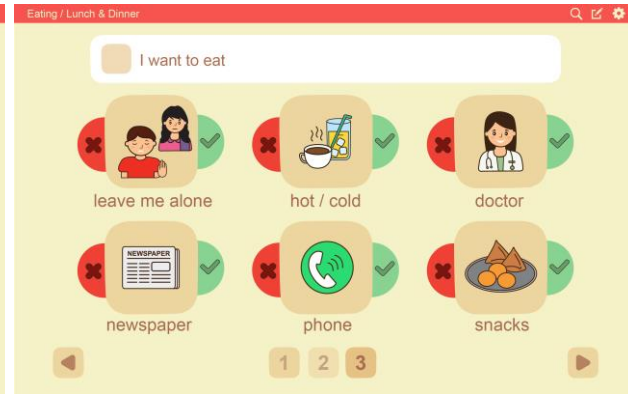 Eating / Lunch & Dinner
I want to eat
leave me alone
hot / cold
doctor
NEWSPAPER
newspaper
phone
snacks
1 2 3